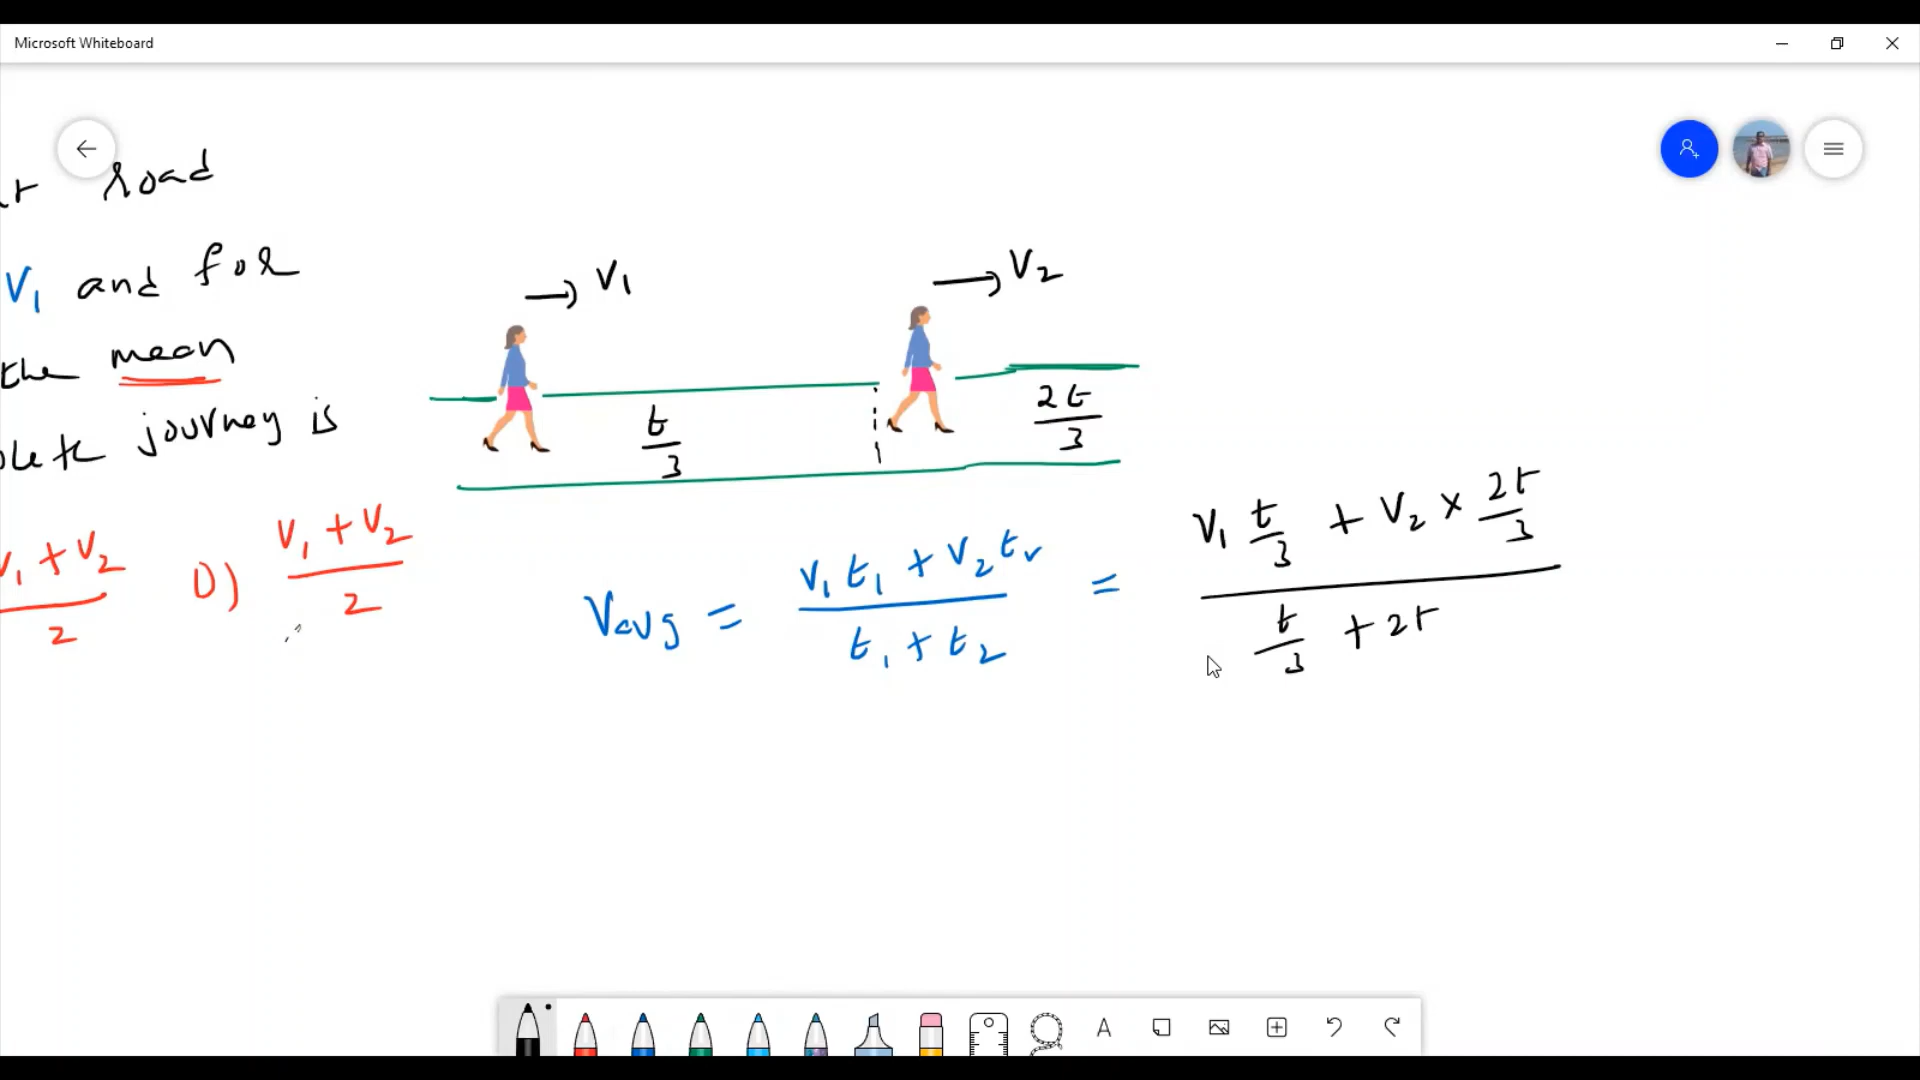 Microsoft Whiteboard
road
V₁ and for
the mean
journey is
V₁ + V₂ / 2
D) V₁ + V₂ / 2
→ V₁
→ V₂
t/3
2t/3
Vavg = V₁t₁ + V₂t₂ / t₁ + t₂ = V₁ t/3 + V₂ × 2t/3 / t/3 + 2t
A